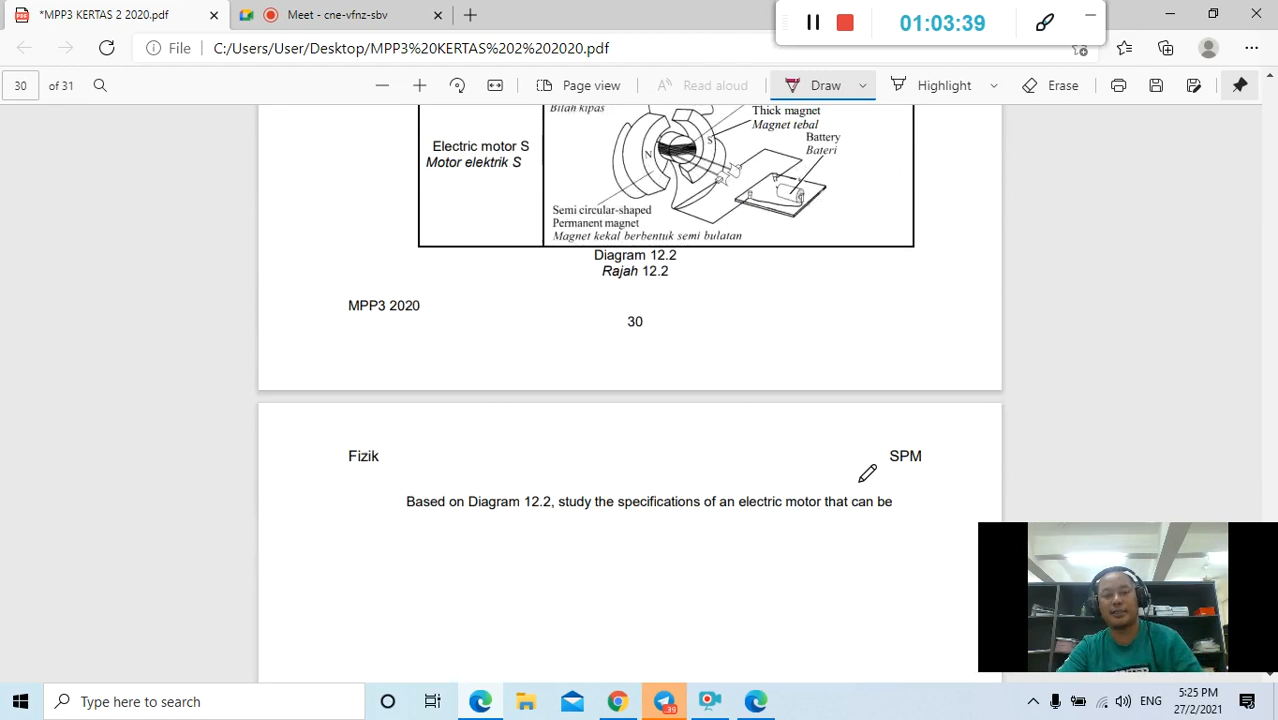 *MPP3 KERTAS 2 2020.pdf
Meet - cne-vfnz-sbv
01:03:39
File
C:/Users/User/Desktop/MPP3%20KERTAS%202%202020.pdf
30 of 31
Page view
Read aloud
Draw
Highlight
Erase
Bilah kipas
Thick magnet
Magnet tebal
Battery
Bateri
Electric motor S
Motor elektrik S
N
S
Semi circular-shaped
Permanent magnet
Magnet kekal berbentuk semi bulatan
Diagram 12.2
Rajah 12.2
MPP3 2020
30
Fizik
SPM
Based on Diagram 12.2, study the specifications of an electric motor that can be
Type here to search
39
ENG
5:25 PM
27/2/2021